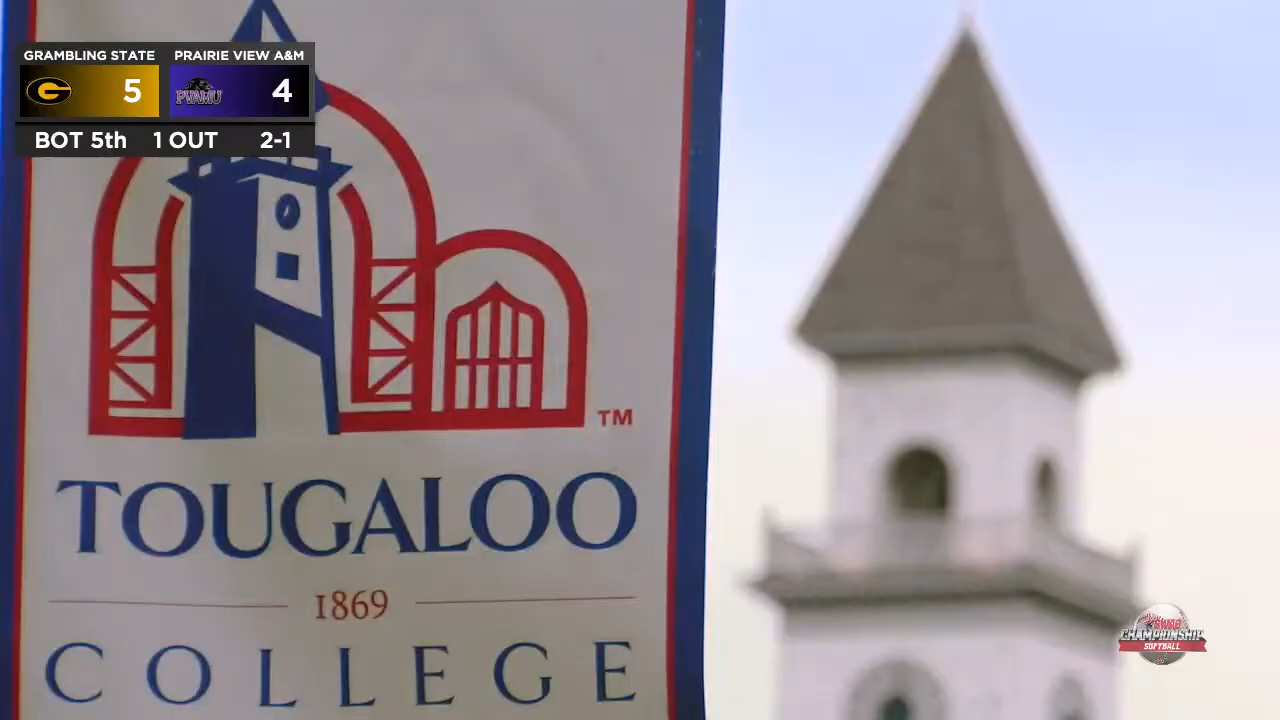 GRAMBLING STATE PRAIRIE VIEW A&M
G 5 PVAMU 4
BOT 5th 1 OUT 2-1
TM
TOUGALOO
1869
COLLEGE
CHAMPIONSHIP
SOFTBALL